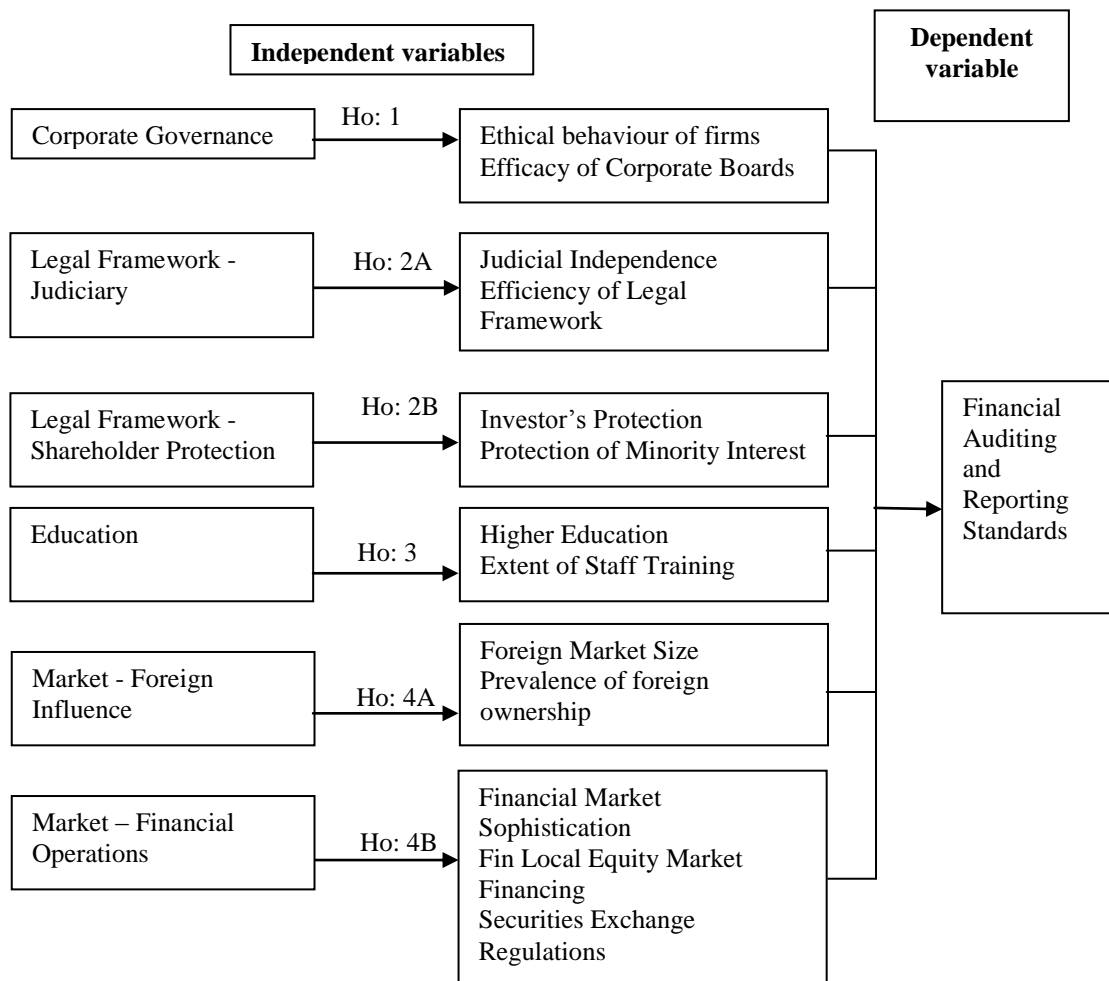 Independent variables
Dependent
variable
Corporate Governance
Ho: 1
Ethical behaviour of firms
Efficacy of Corporate Boards
Legal Framework -
Judiciary
Ho: 2A
Judicial Independence
Efficiency of Legal
Framework
Legal Framework -
Shareholder Protection
Ho: 2B
Investor’s Protection
Protection of Minority Interest
Financial
Auditing
and
Reporting
Standards
Education
Ho: 3
Higher Education
Extent of Staff Training
Market - Foreign
Influence
Ho: 4A
Foreign Market Size
Prevalence of foreign
ownership
Market – Financial
Operations
Ho: 4B
Financial Market
Sophistication
Fin Local Equity Market
Financing
Securities Exchange
Regulations